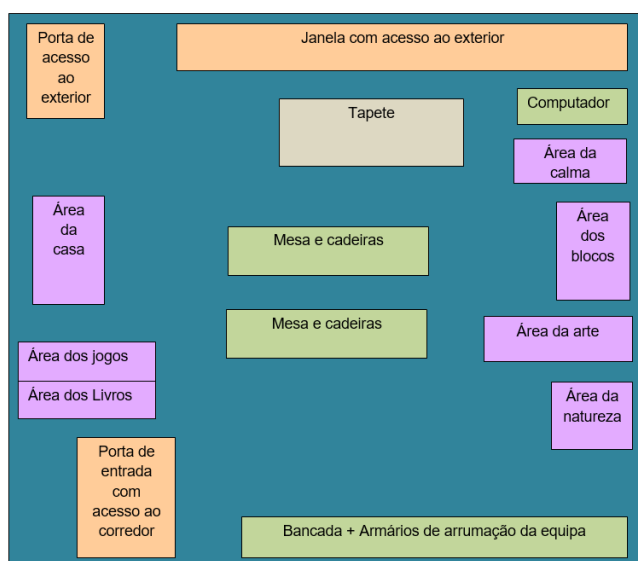 Porta de
acesso
ao
exterior
Janela com acesso ao exterior
Computador
Tapete
Área da
calma
Área
da
casa
Área
dos
blocos
Mesa e cadeiras
Mesa e cadeiras
Área da arte
Área dos jogos
Área dos Livros
Área da
natureza
Porta de
entrada
com
acesso ao
corredor
Bancada + Armários de arrumação da equipa